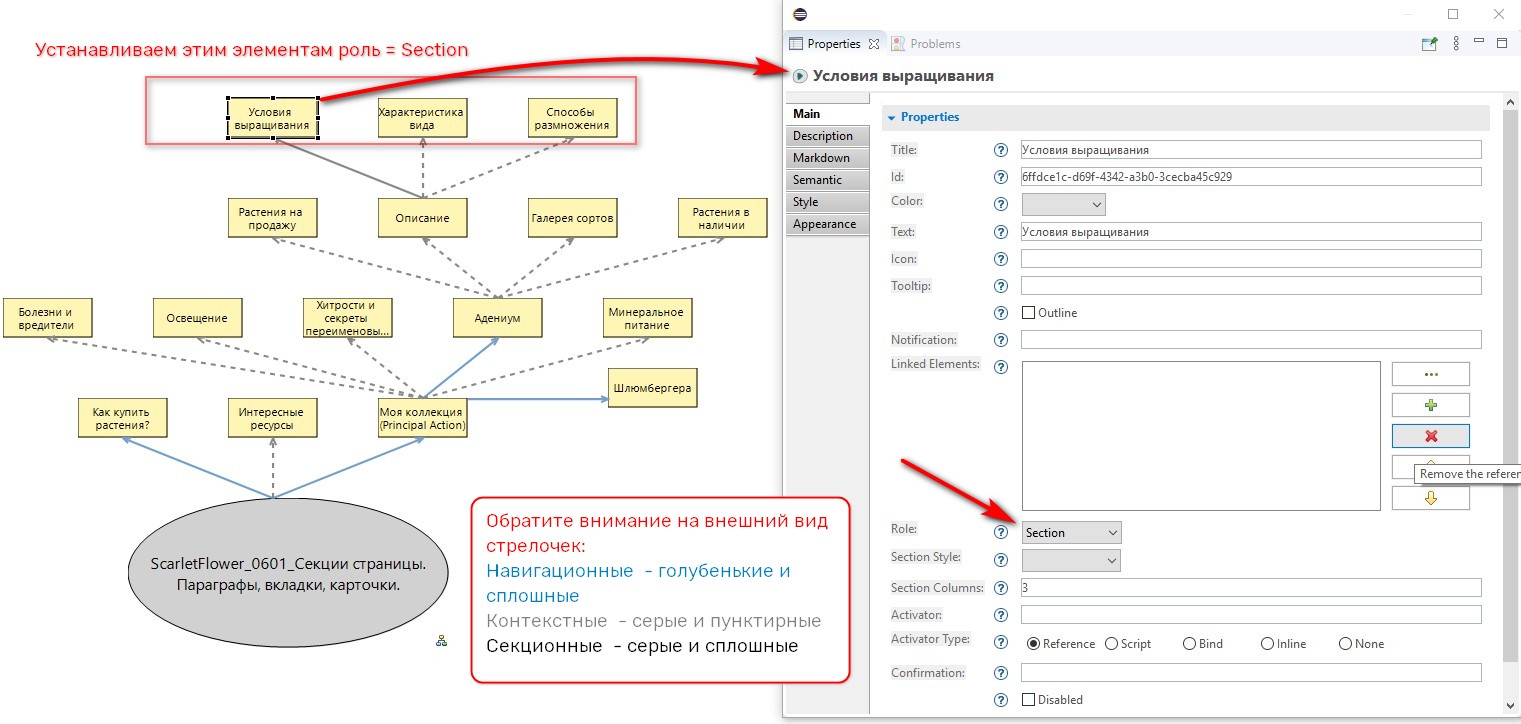 Устанавливаем этим элементам роль = Section
Условия
выращивания
Характеристика
вида
Способы
размножения
Растения на
продажу
Описание
Галерея сортов
Растения в
наличии
Болезни и
вредители
Освещение
Хитрости и
секреты
переименовы...
Адениум
Минеральное
питание
Шлюмбергера
Как купить
растения?
Интересные
ресурсы
Моя коллекция
(Principal Action)
ScarletFlower_0601_Секции страницы.
Параграфы, вкладки, карточки.
Обратите внимание на внешний вид
стрелочек:
Навигационные - голубенькие и
сплошные
Контекстные - серые и пунктирные
Секционные - серые и сплошные
Properties
Problems
Условия выращивания
Main
Description
Markdown
Semantic
Style
Appearance
Properties
Title: Условия выращивания
Id: 6ffdce1c-d69f-4342-a3b0-3cecba45c929
Color:
Text: Условия выращивания
Icon:
Tooltip:
Outline
Notification:
Linked Elements:
Remove the referen
Role: Section
Section Style:
Section Columns: 3
Activator:
Activator Type: Reference Script Bind Inline None
Confirmation:
Disabled